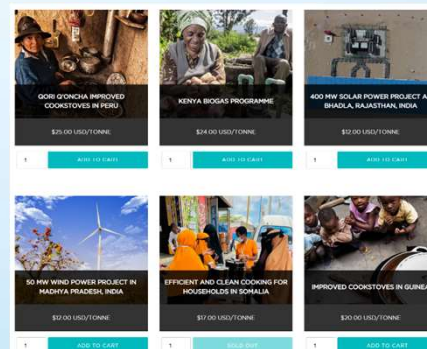 QORI Q'ONCHA IMPROVED
COOKSTOVES IN PERU
$25.00 USD/TONNE
1
ADD TO CART
KENYA BIOGAS PROGRAMME
$24.00 USD/TONNE
1
ADD TO CART
400 MW SOLAR POWER PROJECT A
BHADLA, RAJASTHAN, INDIA
$12.00 USD/TONNE
1
ADD TO CART
50 MW WIND POWER PROJECT IN
MADHYA PRADESH, INDIA
$12.00 USD/TONNE
1
ADD TO CART
EFFICIENT AND CLEAN COOKING FOR
HOUSEHOLDS IN SOMALIA
$17.00 USD/TONNE
1
SOLD OUT
IMPROVED COOKSTOVES IN GUINEA
$20.00 USD/TONNE
1
ADD TO CART